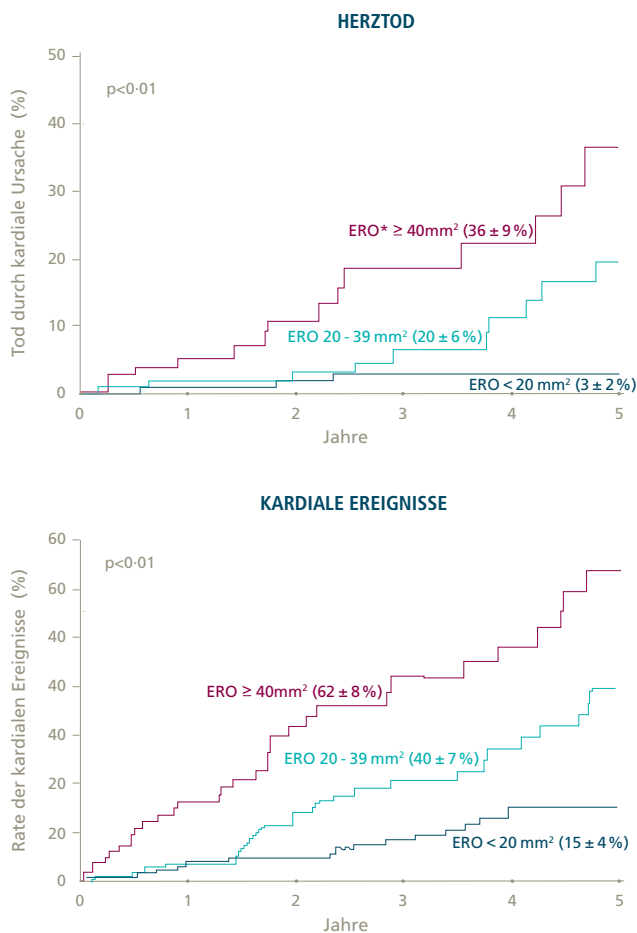 HERZTOD
Tod durch kardiale Ursache (%)
50
40
30
20
10
0
p<0·01
ERO* ≥ 40mm² (36 ± 9 %)
ERO 20 - 39 mm² (20 ± 6 %)
ERO < 20 mm² (3 ± 2 %)
0 1 2 3 4 5
Jahre
KARDIALE EREIGNISSE
Rate der kardialen Ereignisse (%)
60
60
40
40
40
20
20
0
p<0·01
ERO ≥ 40mm² (62 ± 8 %)
ERO 20 - 39 mm² (40 ± 7 %)
ERO < 20 mm² (15 ± 4 %)
0 1 2 3 4 5
Jahre